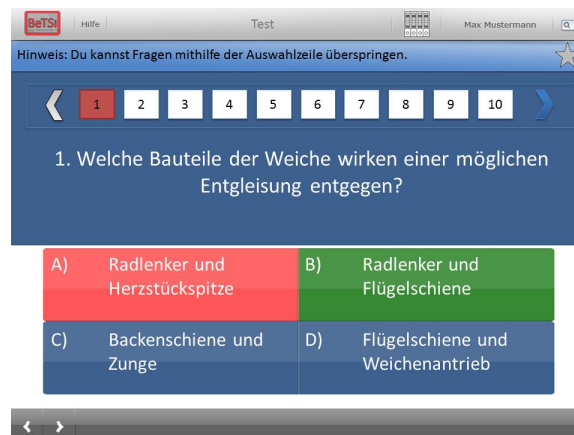 BeTSi Hilfe Test Max Mustermann
Hinweis: Du kannst Fragen mithilfe der Auswahlzeile überspringen.
1 2 3 4 5 6 7 8 9 10
1. Welche Bauteile der Weiche wirken einer möglichen
Entgleisung entgegen?
A) Radlenker und
Herzstückspitze
B) Radlenker und
Flügelschiene
C) Backenschiene und
Zunge
D) Flügelschiene und
Weichenantrieb